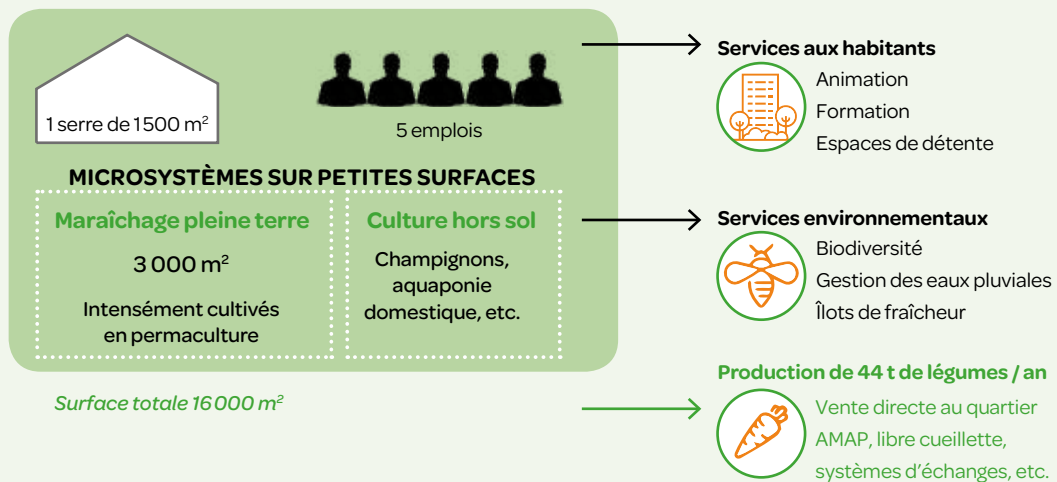 1 serre de 1 500 m²
5 emplois
MICROSYSTÈMES SUR PETITES SURFACES
Maraîchage pleine terre
3 000 m²
Intensément cultivés
en permaculture
Culture hors sol
Champignons,
aquaponie
domestique, etc.
Surface totale 16 000 m²
Services aux habitants
Animation
Formation
Espaces de détente
Services environnementaux
Biodiversité
Gestion des eaux pluviales
Îlots de fraîcheur
Production de 44 t de légumes / an
Vente directe au quartier
AMAP, libre cueillette,
systèmes d’échanges, etc.